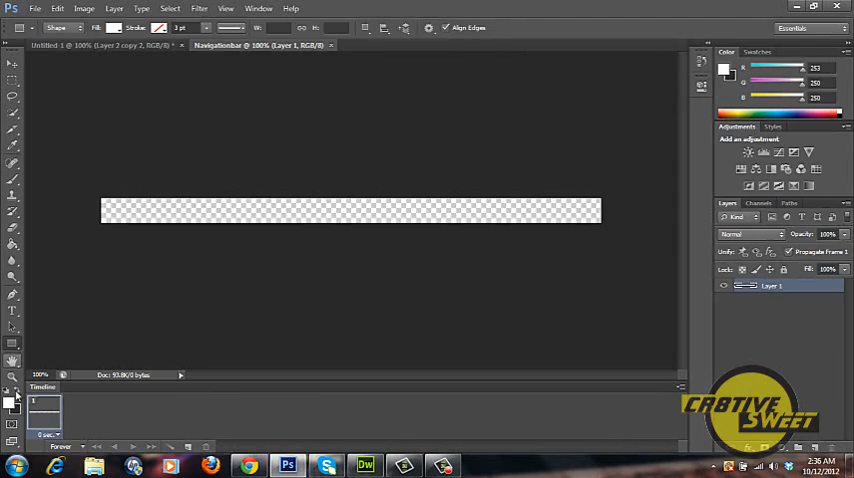 Ps File Edit Image Layer Type Select Filter View Window Help
Shape Fill: Stroke: 3 pt W: H: Align Edges Essentials
Untitled-1 @ 100% (Layer 2 copy 2, RGB/8) * × Navigationbar @ 100% (Layer 1, RGB/8) ×
Color Swatches
R 253
G 250
B 250
Adjustments Styles
Add an adjustment
Layers Channels Paths
Kind
Normal Opacity: 100%
Unify: Propagate Frame 1
Lock: Fill: 100%
Layer 1
100% Doc: 93.8K/0 bytes
Timeline
1
0 sec.
Forever
CR8TIVE
SWEET
Ps Dw
2:36 AM
10/12/2012